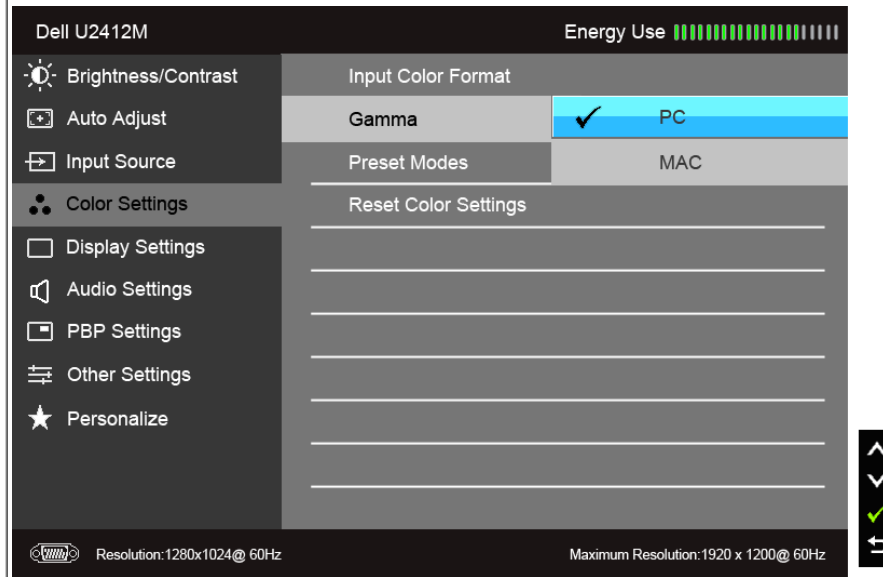 Dell U2412M
Energy Use
Brightness/Contrast
Auto Adjust
Input Source
Color Settings
Display Settings
Audio Settings
PBP Settings
Other Settings
Personalize
Input Color Format
Gamma
Preset Modes
Reset Color Settings
PC
MAC
Resolution:1280x1024@ 60Hz
Maximum Resolution:1920 x 1200@ 60Hz